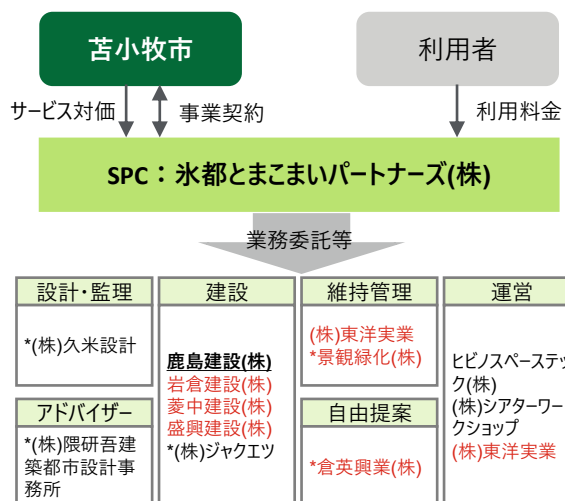 苫小牧市
利用者
サービス対価
事業契約
利用料金
SPC：氷都とまこまいパートナーズ(株)
業務委託等
設計・監理
*(株)久米設計
アドバイザー
*(株)隈研吾建
築都市設計事
務所
建設
鹿島建設(株)
岩倉建設(株)
菱中建設(株)
盛興建設(株)
*(株)ジャクエツ
維持管理
(株)東洋実業
*景観緑化(株)
自由提案
*倉英興業(株)
運営
ヒビノスペーステッ
ク(株)
(株)シアターワー
クショップ
(株)東洋実業